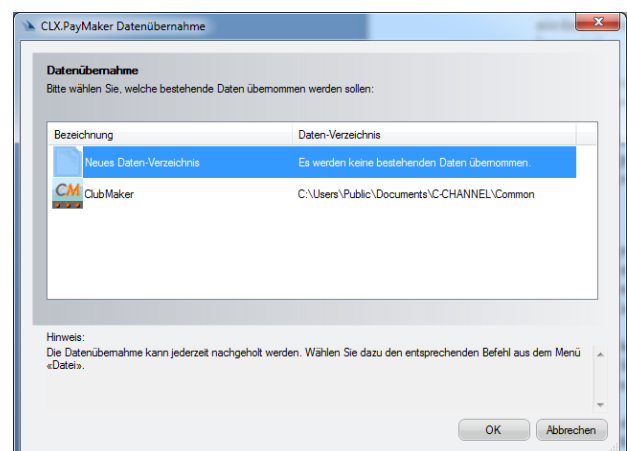 CLX.PayMaker Datenübernahme
Datenübernahme
Bitte wählen Sie, welche bestehende Daten übernommen werden sollen:
Bezeichnung Daten-Verzeichnis
Neues Daten-Verzeichnis Es werden keine bestehenden Daten übernommen.
CM ClubMaker C:\Users\Public\Documents\C-CHANNEL\Common
Hinweis:
Die Datenübernahme kann jederzeit nachgeholt werden. Wählen Sie dazu den entsprechenden Befehl aus dem Menü
«Datei».
OK Abbrechen